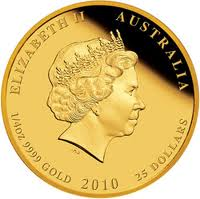 ELIZABETH II
AUSTRALIA
1/4oz 9999 GOLD
2010
25 DOLLARS